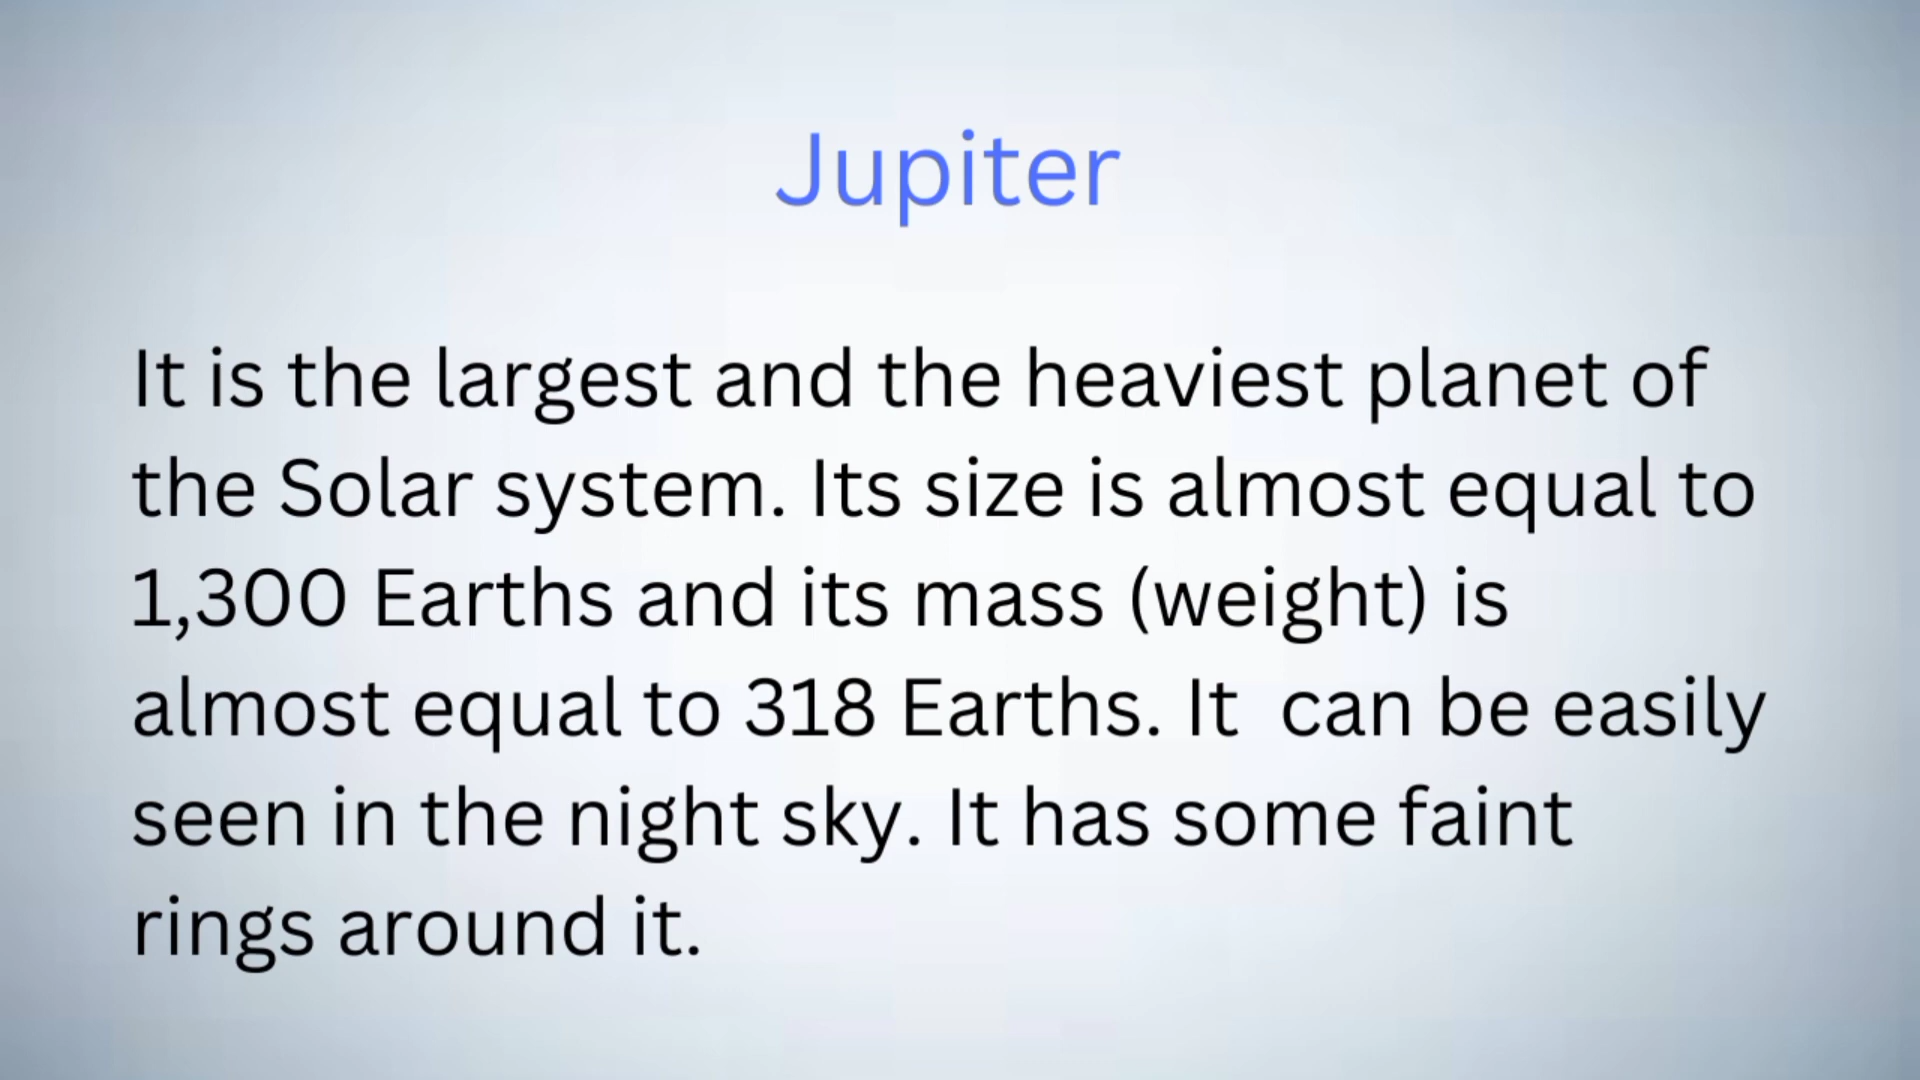 Jupiter
It is the largest and the heaviest planet of
the Solar system. Its size is almost equal to
1,300 Earths and its mass (weight) is
almost equal to 318 Earths. It  can be easily
seen in the night sky. It has some faint
rings around it.